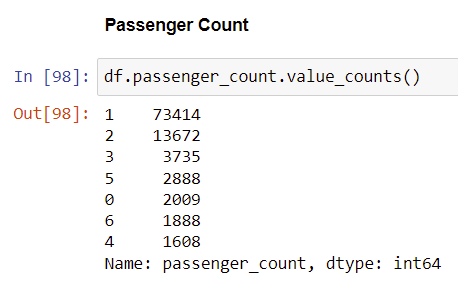 Passenger Count
In [98]: df.passenger_count.value_counts()
Out[98]: 1    73414
2    13672
3     3735
5     2888
0     2009
6     1888
4     1608
Name: passenger_count, dtype: int64